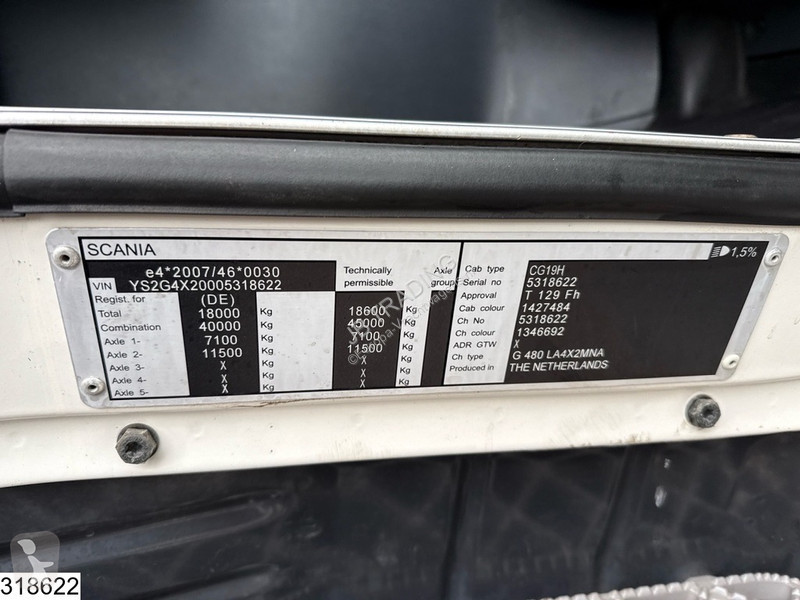 SCANIA
1,5%
e4*2007/46*0030
VIN YS2G4X20005318622
Technically permissible
Axle group
Regist. for (DE)
Total 18000 Kg 18600 Kg
Combination 40000 Kg 45000 Kg
Axle 1- 7100 Kg 7100 Kg
Axle 2- 11500 Kg 11500 Kg
Axle 3- X Kg X Kg
Axle 4- X Kg X Kg
Axle 5- X Kg X Kg
Cab type CG19H
Serial no 5318622
Approval T 129 Fh
Cab colour 1427484
Ch No 5318622
Ch colour 1346692
ADR GTW X
Ch type G 480 LA4X2MNA
Produced in THE NETHERLANDS
TRADING
318622